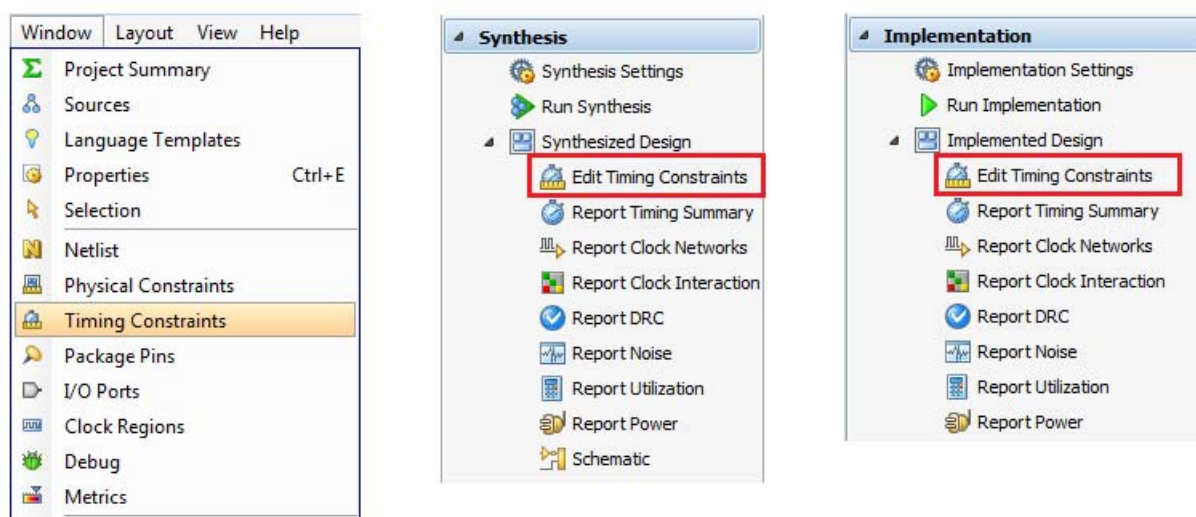 Window Layout View Help
Project Summary
Sources
Language Templates
Properties Ctrl+E
Selection
Netlist
Physical Constraints
Timing Constraints
Package Pins
I/O Ports
Clock Regions
Debug
Metrics
Synthesis
Synthesis Settings
Run Synthesis
Synthesized Design
Edit Timing Constraints
Report Timing Summary
Report Clock Networks
Report Clock Interaction
Report DRC
Report Noise
Report Utilization
Report Power
Schematic
Implementation
Implementation Settings
Run Implementation
Implemented Design
Edit Timing Constraints
Report Timing Summary
Report Clock Networks
Report Clock Interaction
Report DRC
Report Noise
Report Utilization
Report Power